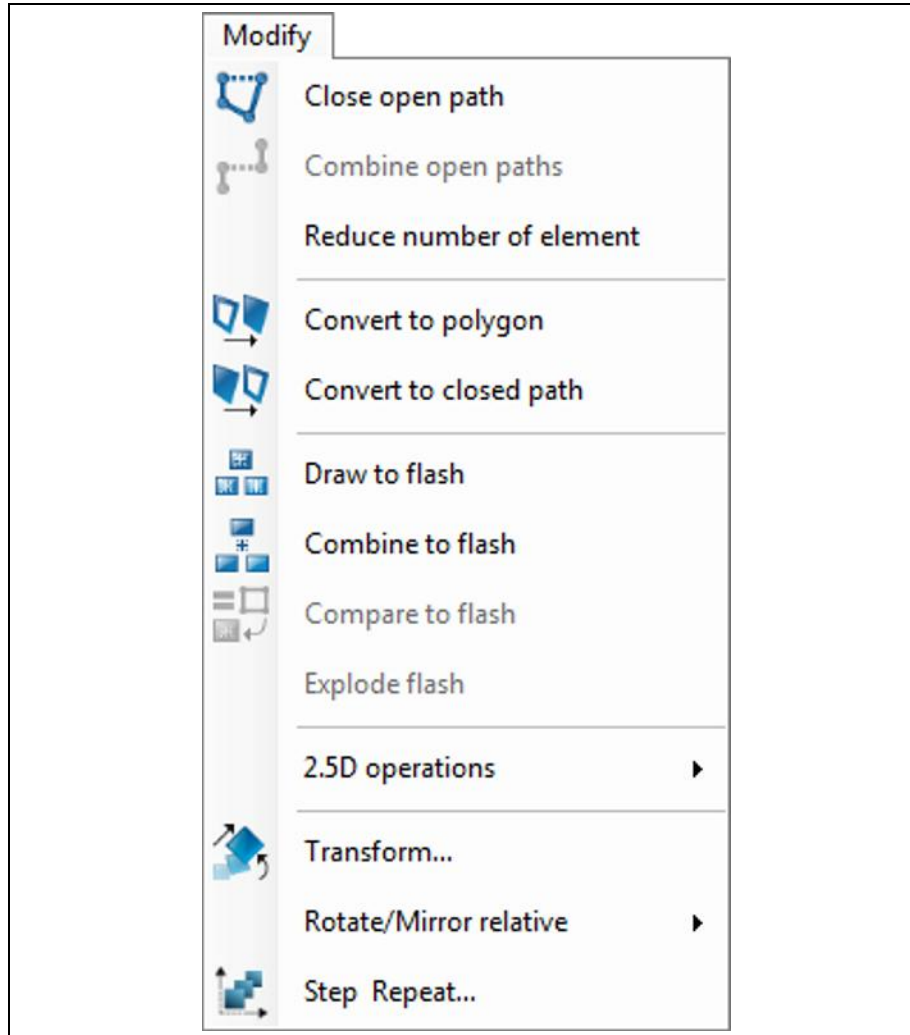 Modify
Close open path
Combine open paths
Reduce number of element
Convert to polygon
Convert to closed path
Draw to flash
Combine to flash
Compare to flash
Explode flash
2.5D operations
Transform...
Rotate/Mirror relative
Step  Repeat...